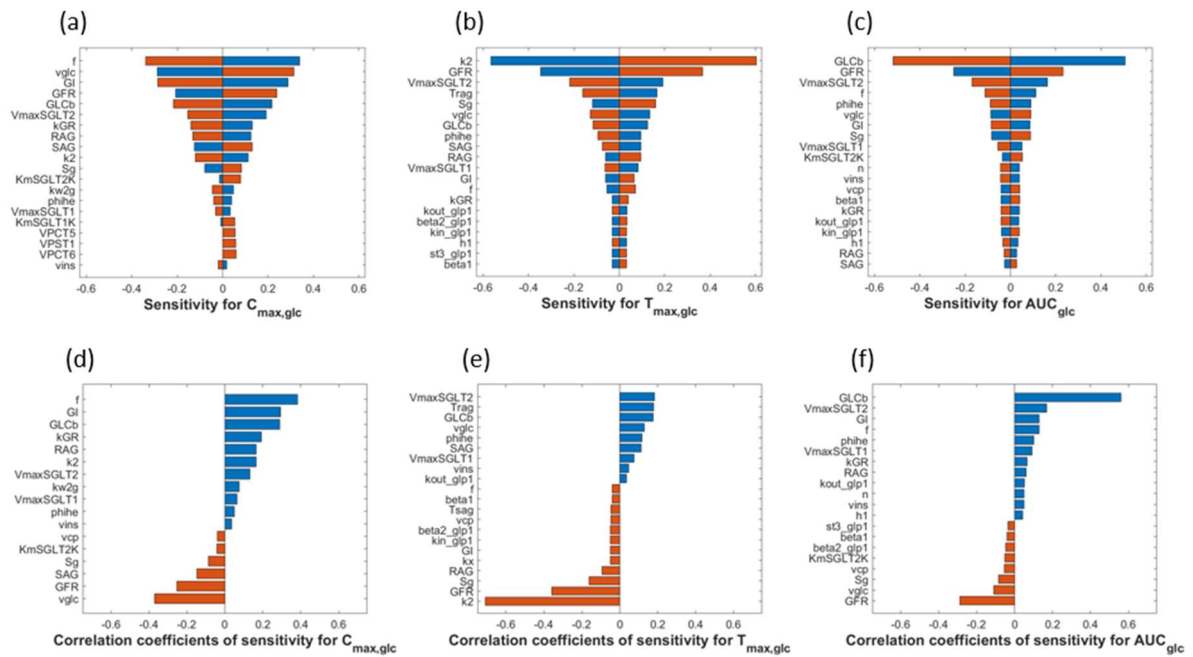 (a)
f
vglc
GI
GFR
GLCb
VmaxSGLT2
kGR
RAG
SAG
k2
Sg
KmSGLT2K
kw2g
phihe
VmaxSGLT1
KmSGLT1K
VPCT5
VPST1
VPCT6
vins
-0.6 -0.4 -0.2 0 0.2 0.4 0.6
Sensitivity for Cmax,glc
(b)
k2
GFR
VmaxSGLT2
Trag
Sg
vglc
GLCb
phihe
SAG
RAG
VmaxSGLT1
GI
f
kGR
kout_glp1
beta2_glp1
kin_glp1
h1
st3_glp1
beta1
-0.6 -0.4 -0.2 0 0.2 0.4 0.6
Sensitivity for Tmax,glc
(c)
GLCb
GFR
VmaxSGLT2
f
phihe
vglc
GI
Sg
VmaxSGLT1
KmSGLT2K
n
vins
vcp
beta1
kGR
kout_glp1
kin_glp1
h1
RAG
SAG
-0.6 -0.4 -0.2 0 0.2 0.4 0.6
Sensitivity for AUCglc
(d)
f
GI
GLCb
kGR
RAG
k2
VmaxSGLT2
kw2g
VmaxSGLT1
phihe
vins
vcp
KmSGLT2K
Sg
SAG
GFR
vglc
-0.6 -0.4 -0.2 0 0.2 0.4 0.6
Correlation coefficients of sensitivity for Cmax,glc
(e)
VmaxSGLT2
Trag
GLCb
vglc
phihe
SAG
VmaxSGLT1
vins
kout_glp1
f
beta1
Tsag
vcp
beta2_glp1
kin_glp1
GI
kx
RAG
Sg
GFR
k2
-0.6 -0.4 -0.2 0 0.2 0.4 0.6
Correlation coefficients of sensitivity for Tmax,glc
(f)
GLCb
VmaxSGLT2
GI
f
phihe
VmaxSGLT1
kGR
RAG
kout_glp1
n
vins
h1
st3_glp1
beta1
beta2_glp1
KmSGLT2K
vcp
Sg
vglc
GFR
-0.6 -0.4 -0.2 0 0.2 0.4 0.6
Correlation coefficients of sensitivity for AUCglc